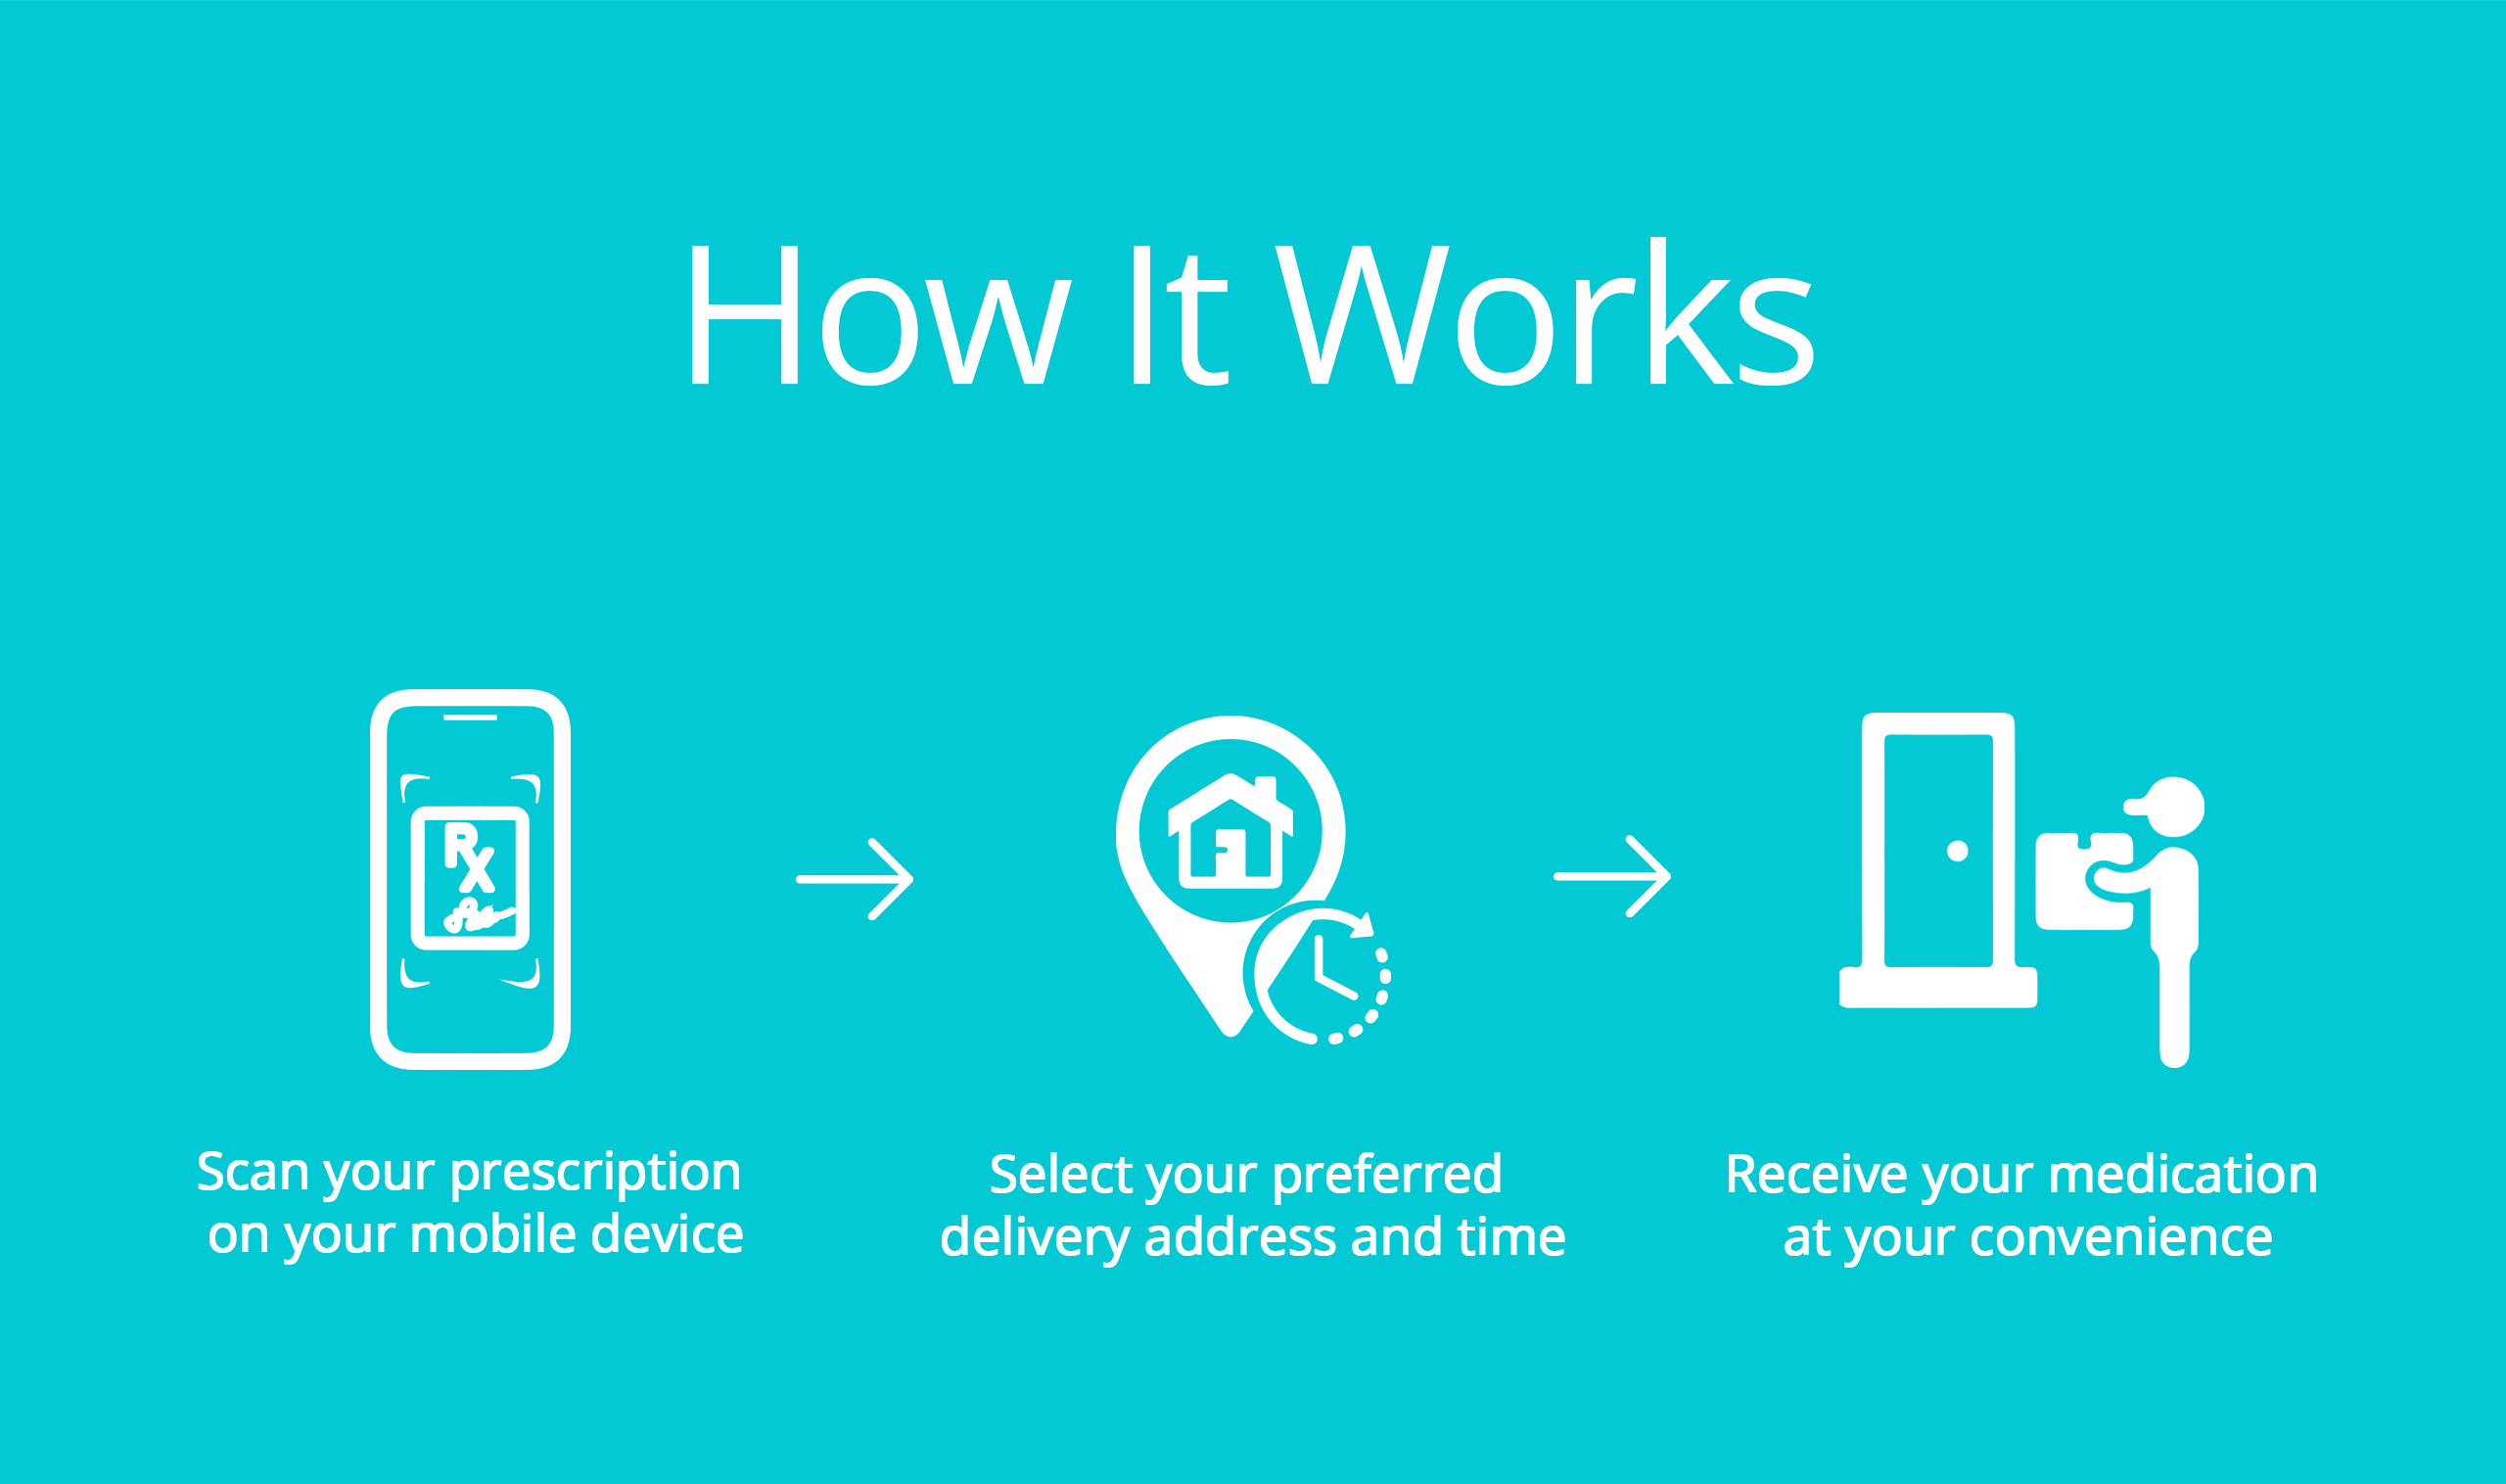 How It Works
Rx
Scan your prescription
on your mobile device
Select your preferred
delivery address and time
Receive your medication
at your convenience